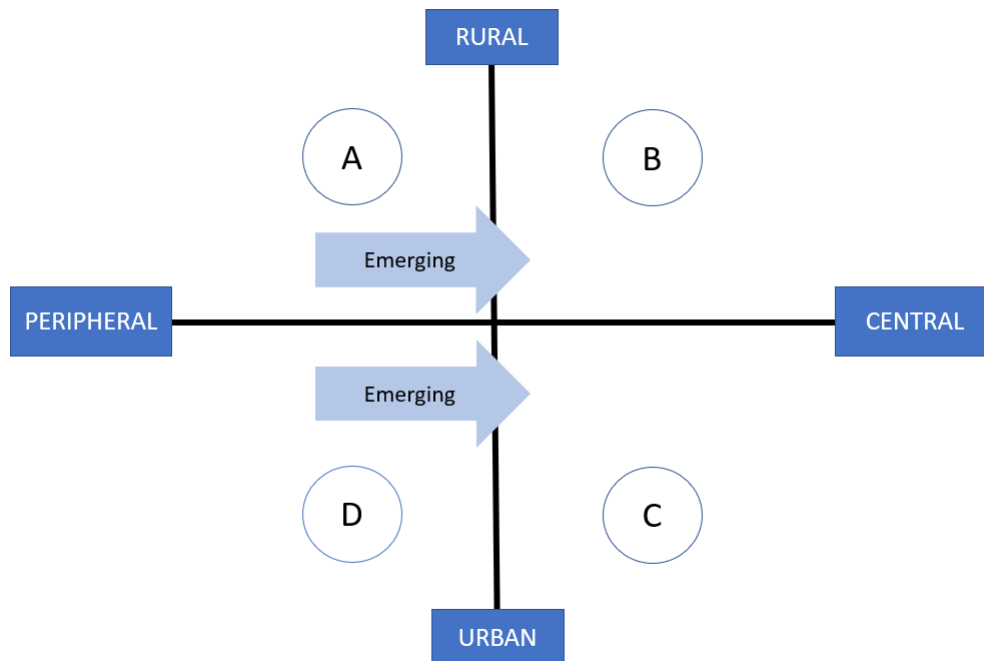 RURAL
A
B
Emerging
PERIPHERAL
CENTRAL
Emerging
D
C
URBAN